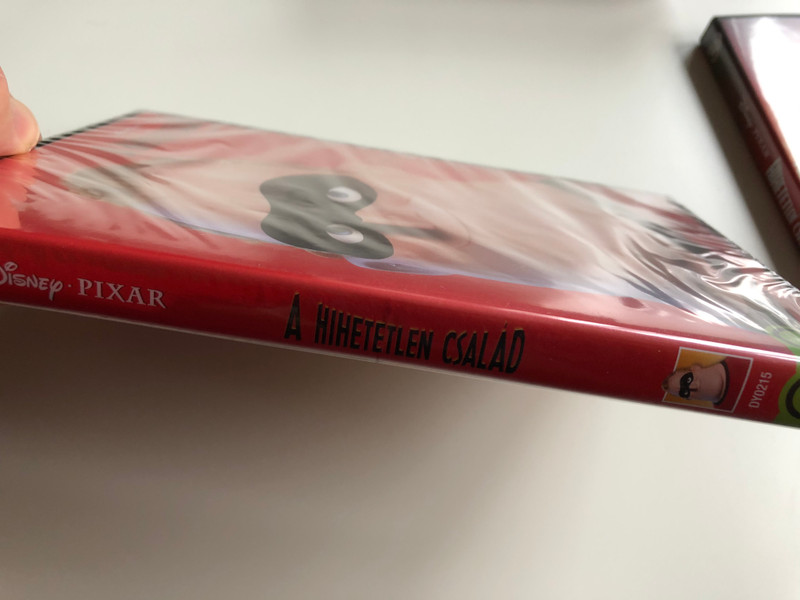 Disney · PIXAR
A HIHETETLEN CSALÁD
DY0215